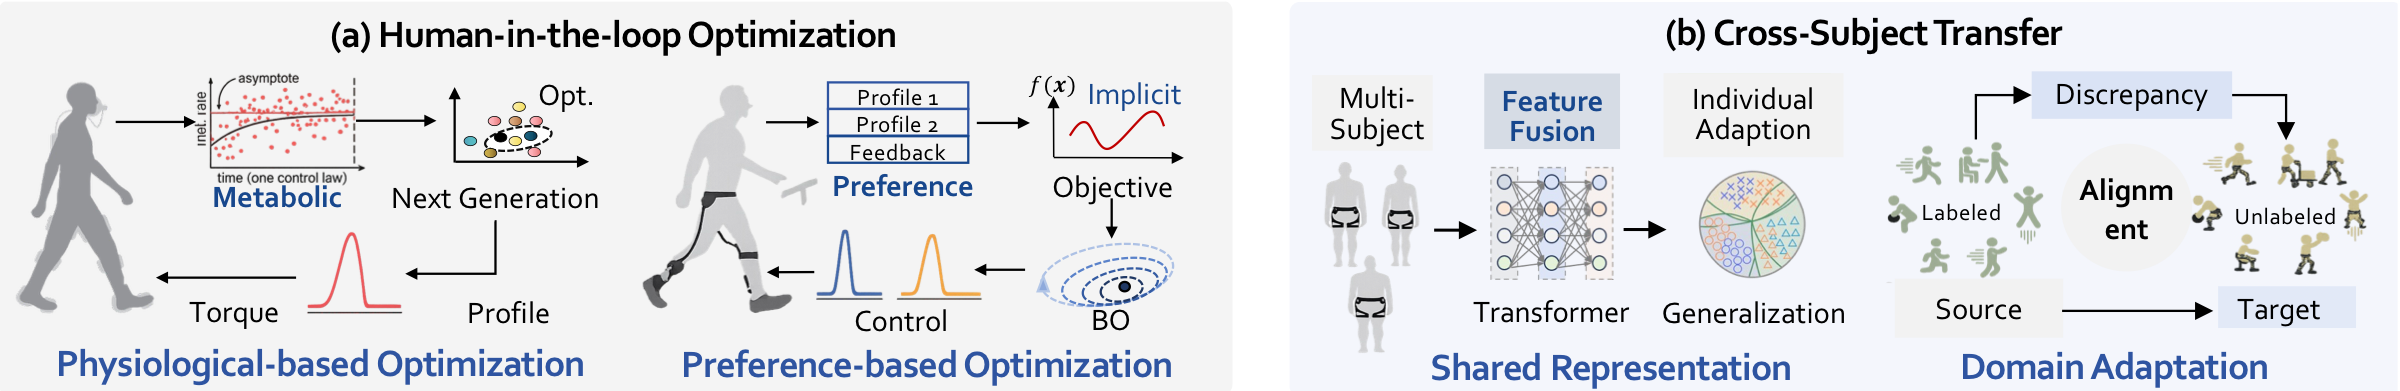 (a) Human-in-the-loop Optimization
asymptote
met. rate
time (one control law)
Metabolic
Opt.
Next Generation
Torque
Profile
Physiological-based Optimization
Profile 1
Profile 2
Feedback
Preference
f(x)
Implicit
Objective
Control
BO
Preference-based Optimization
(b) Cross-Subject Transfer
Multi-
Subject
Feature
Fusion
Individual
Adaption
Transformer
Generalization
Shared Representation
Discrepancy
Labeled
Alignm
ent
Unlabeled
Source
Target
Domain Adaptation